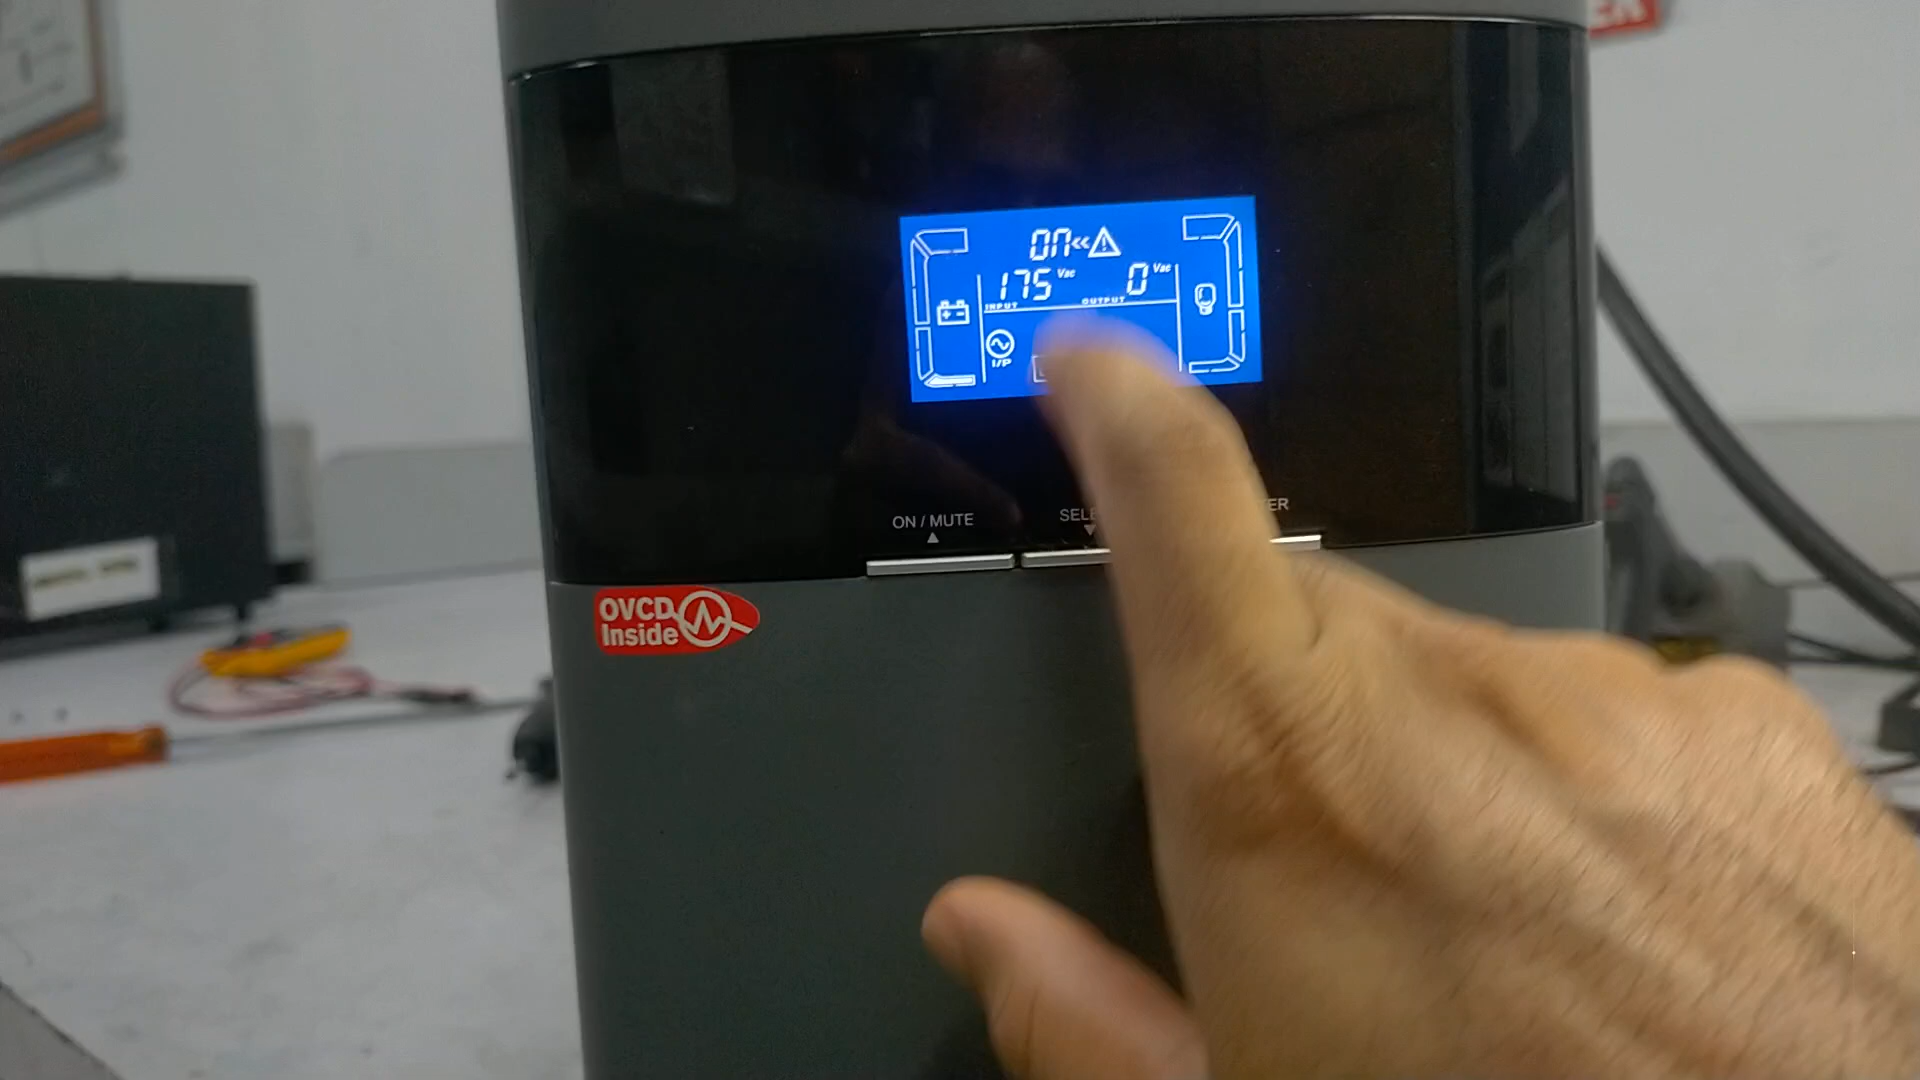 ON<<
175 Vac 0 Vac
INPUT OUTPUT
I/P
ON / MUTE
OVCD
Inside